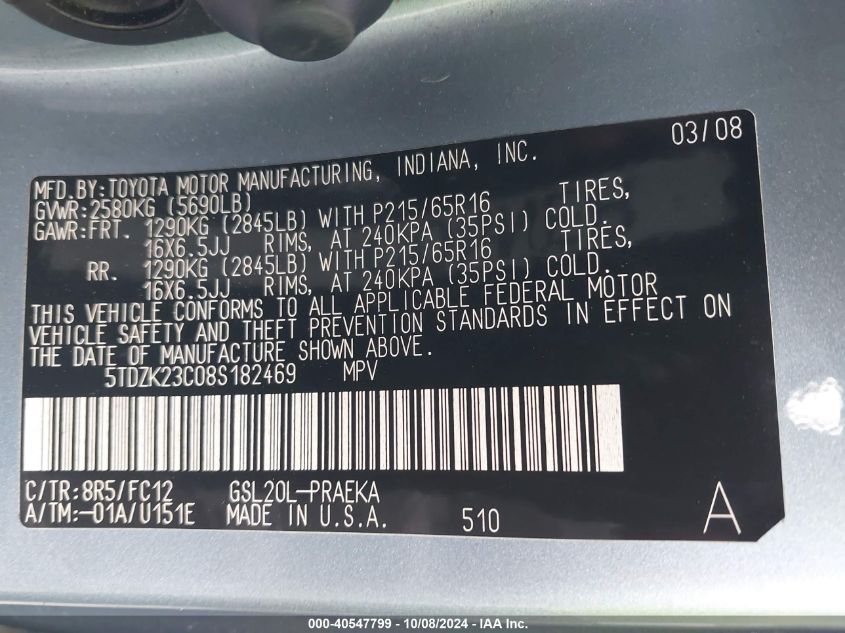 03/08
MFD.BY:TOYOTA MOTOR MANUFACTURING, INDIANA, INC.
GVWR:2580KG (5690LB)
GAWR:FRT. 1290KG (2845LB) WITH P215/65R16 TIRES,
16X6.5JJ RIMS, AT 240KPA (35PSI) COLD.
RR. 1290KG (2845LB) WITH P215/65R16 TIRES,
16X6.5JJ RIMS, AT 240KPA (35PSI) COLD.
THIS VEHICLE CONFORMS TO ALL APPLICABLE FEDERAL MOTOR
VEHICLE SAFETY AND THEFT PREVENTION STANDARDS IN EFFECT ON
THE DATE OF MANUFACTURE SHOWN ABOVE.
5TDZK23C08S182469 MPV
C/TR:8R5/FC12 GSL20L-PRAEKA
A/TM:-01A/U151E MADE IN U.S.A. 510 A
000-40547799 - 10/08/2024 - IAA Inc.